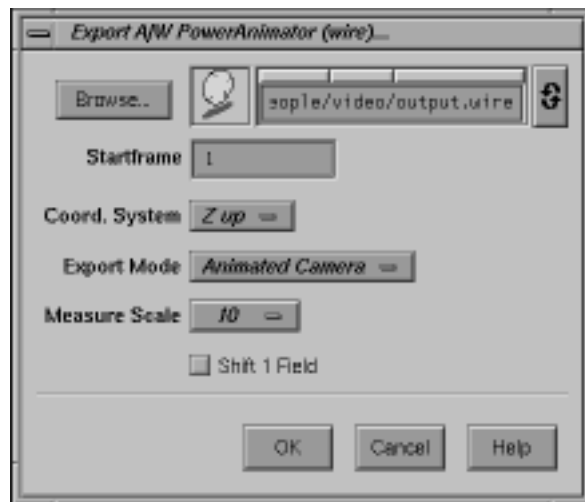 Export A/W PowerAnimator (wire)...
Browse...
eople/video/output.wire
Startframe 1
Coord. System Z up
Export Mode Animated Camera
Measure Scale 10
Shift 1 Field
OK Cancel Help